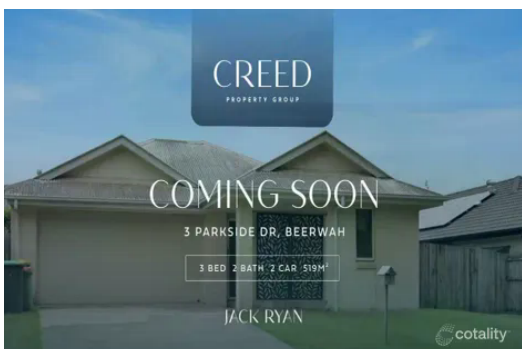 CREED
PROPERTY GROUP
COMING SOON
3 PARKSIDE DR, BEERWAH
3 BED 2 BATH 2 CAR 519M²
JACK RYAN
cotality